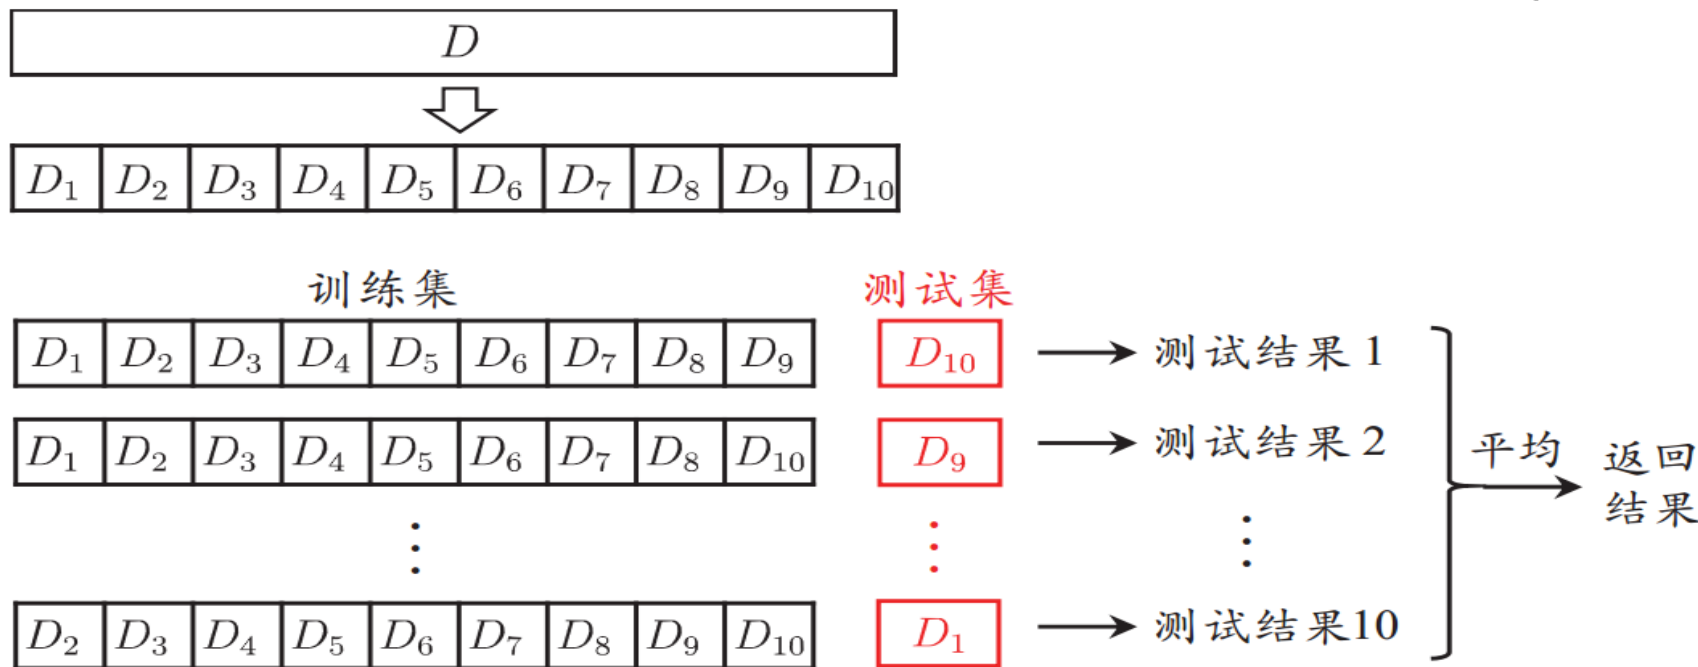 D
D₁ D₂ D₃ D₄ D₅ D₆ D₇ D₈ D₉ D₁₀
训练集 测试集
D₁ D₂ D₃ D₄ D₅ D₆ D₇ D₈ D₉ D₁₀ 测试结果 1
D₁ D₂ D₃ D₄ D₅ D₆ D₇ D₈ D₁₀ D₉ 测试结果 2
平均 返回
结果
⋮ ⋮ ⋮
D₂ D₃ D₄ D₅ D₆ D₇ D₈ D₉ D₁₀ D₁ 测试结果10